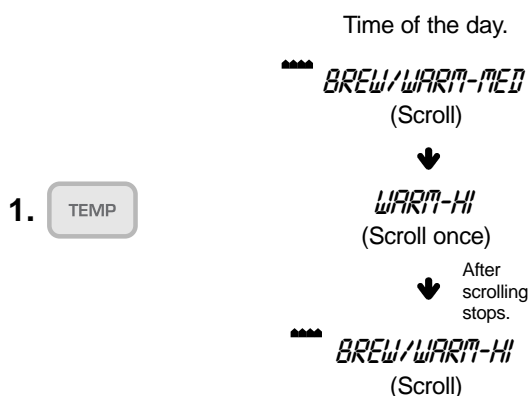 Time of the day.
BREW/WARM-MED
(Scroll)
1. TEMP
WARM-HI
(Scroll once)
After
scrolling
stops.
BREW/WARM-HI
(Scroll)